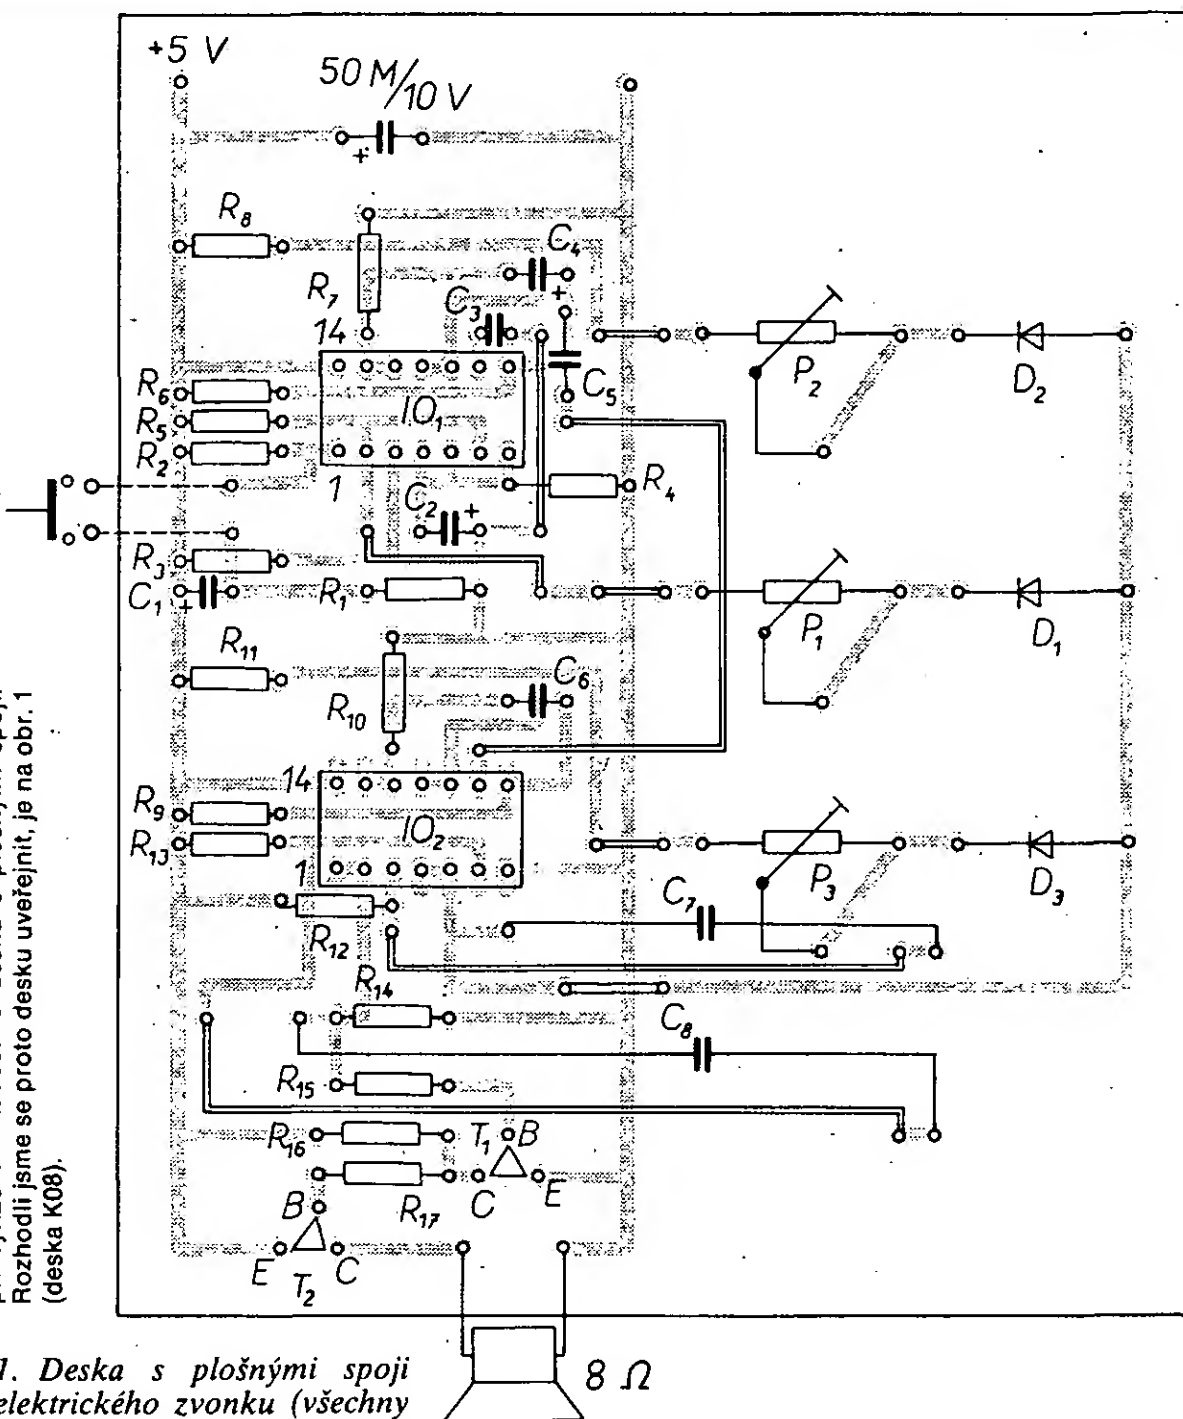 +5 V
50 M/10 V
R8
C4
+
+
R7
C3
14
P2
D2
R6
C5
R5
IO1
R2
1
R4
C2
+
R3
C1
+
R1
P1
D1
R11
C6
R10
14
R9
IO2
R13
1
P3
D3
C7
R12
R14
C8
R15
R16
T1
B
C
E
R17
B
E
C
T2
8 Ω
Rozhodli jsme se proto desku uveřejnit, je na obr. 1
(deska K08).
1. Deska s plošnými spoji
elektrického zvonku (všechny